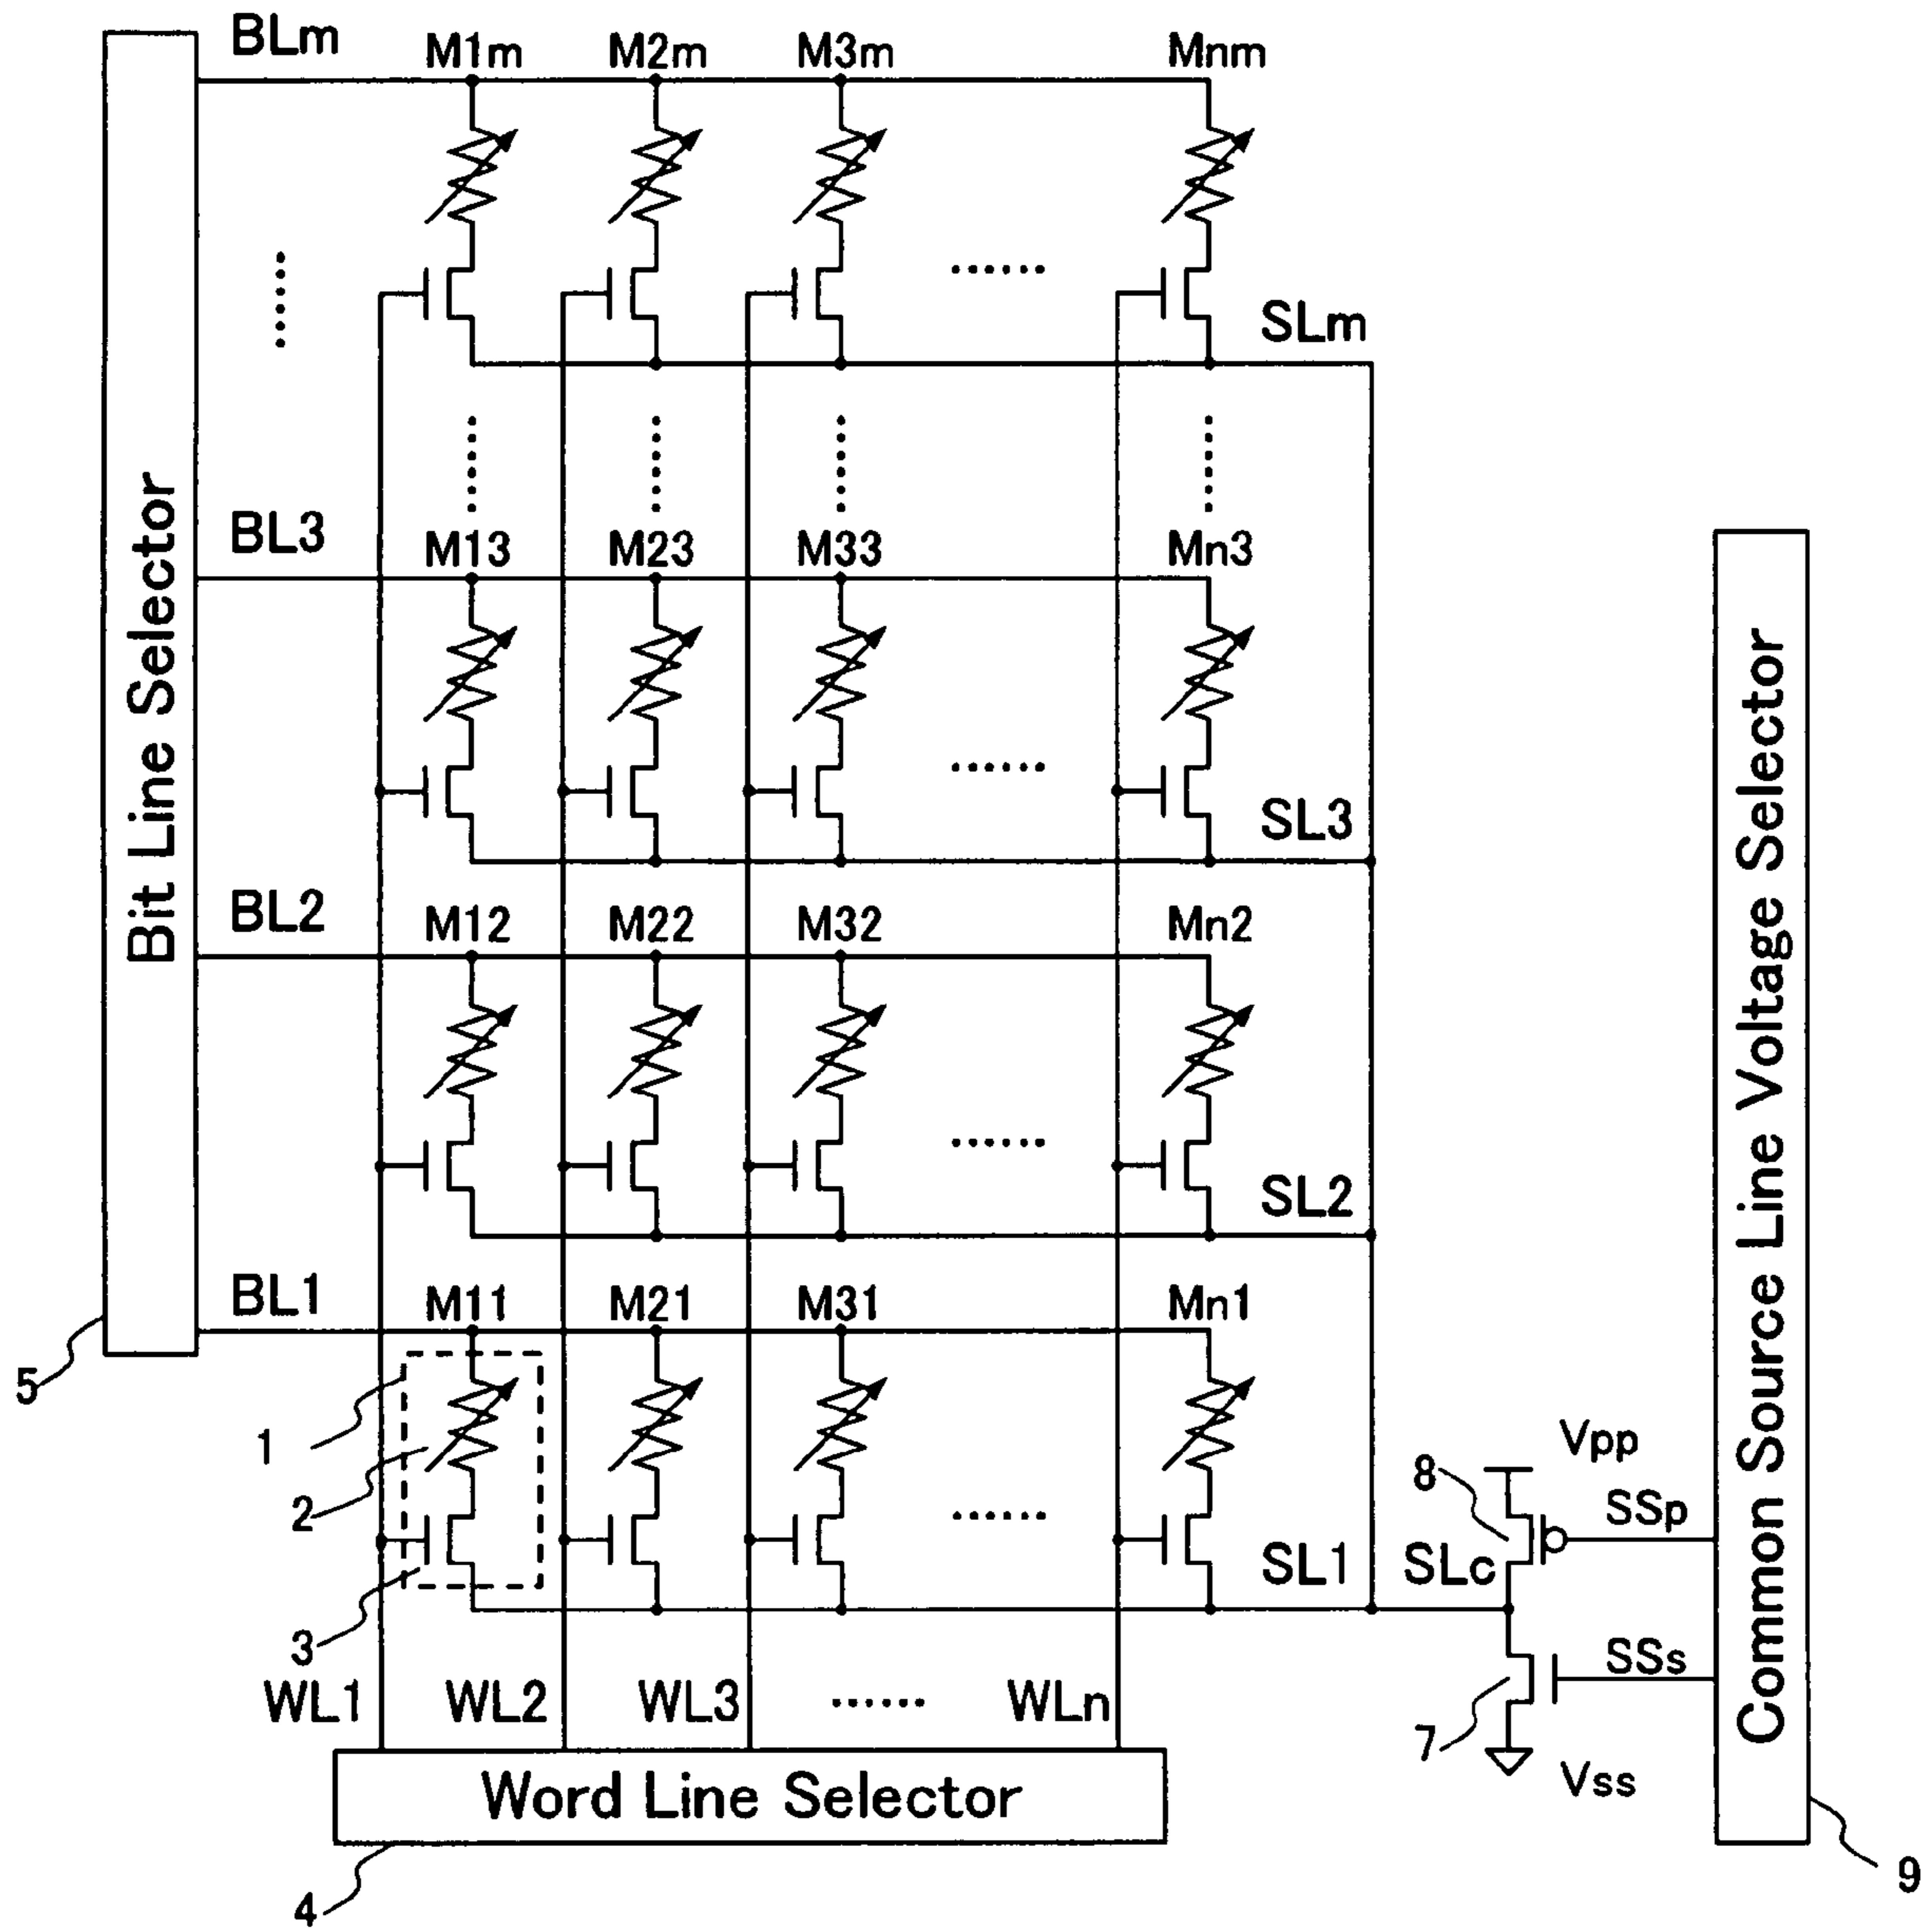 BLm
M1m M2m M3m Mnm
SLm
Bit Line Selector
BL3
M13 M23 M33 Mn3
SL3
BL2
M12 M22 M32 Mn2
SL2
BL1
M11 M21 M31 Mn1
5
1
2
3
SL1
SLc
8
Vpp
SSp
SSs
7
Vss
Common Source Line Voltage Selector
WL1 WL2 WL3 ...... WLn
Word Line Selector
4
9